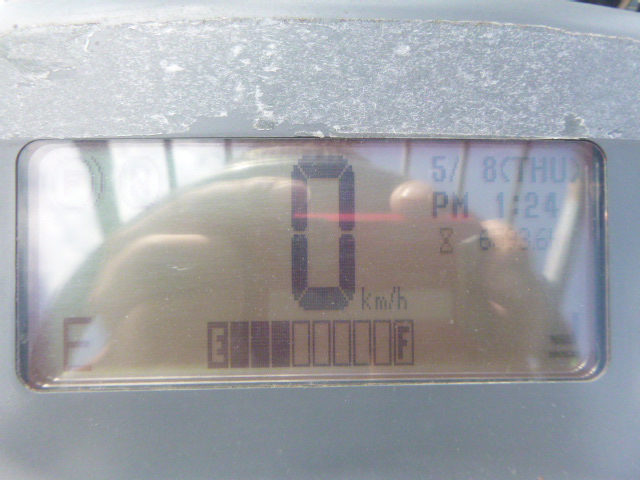 (P) N
0
5/ 8(THU)
PM 1:24
km/h
F
E F